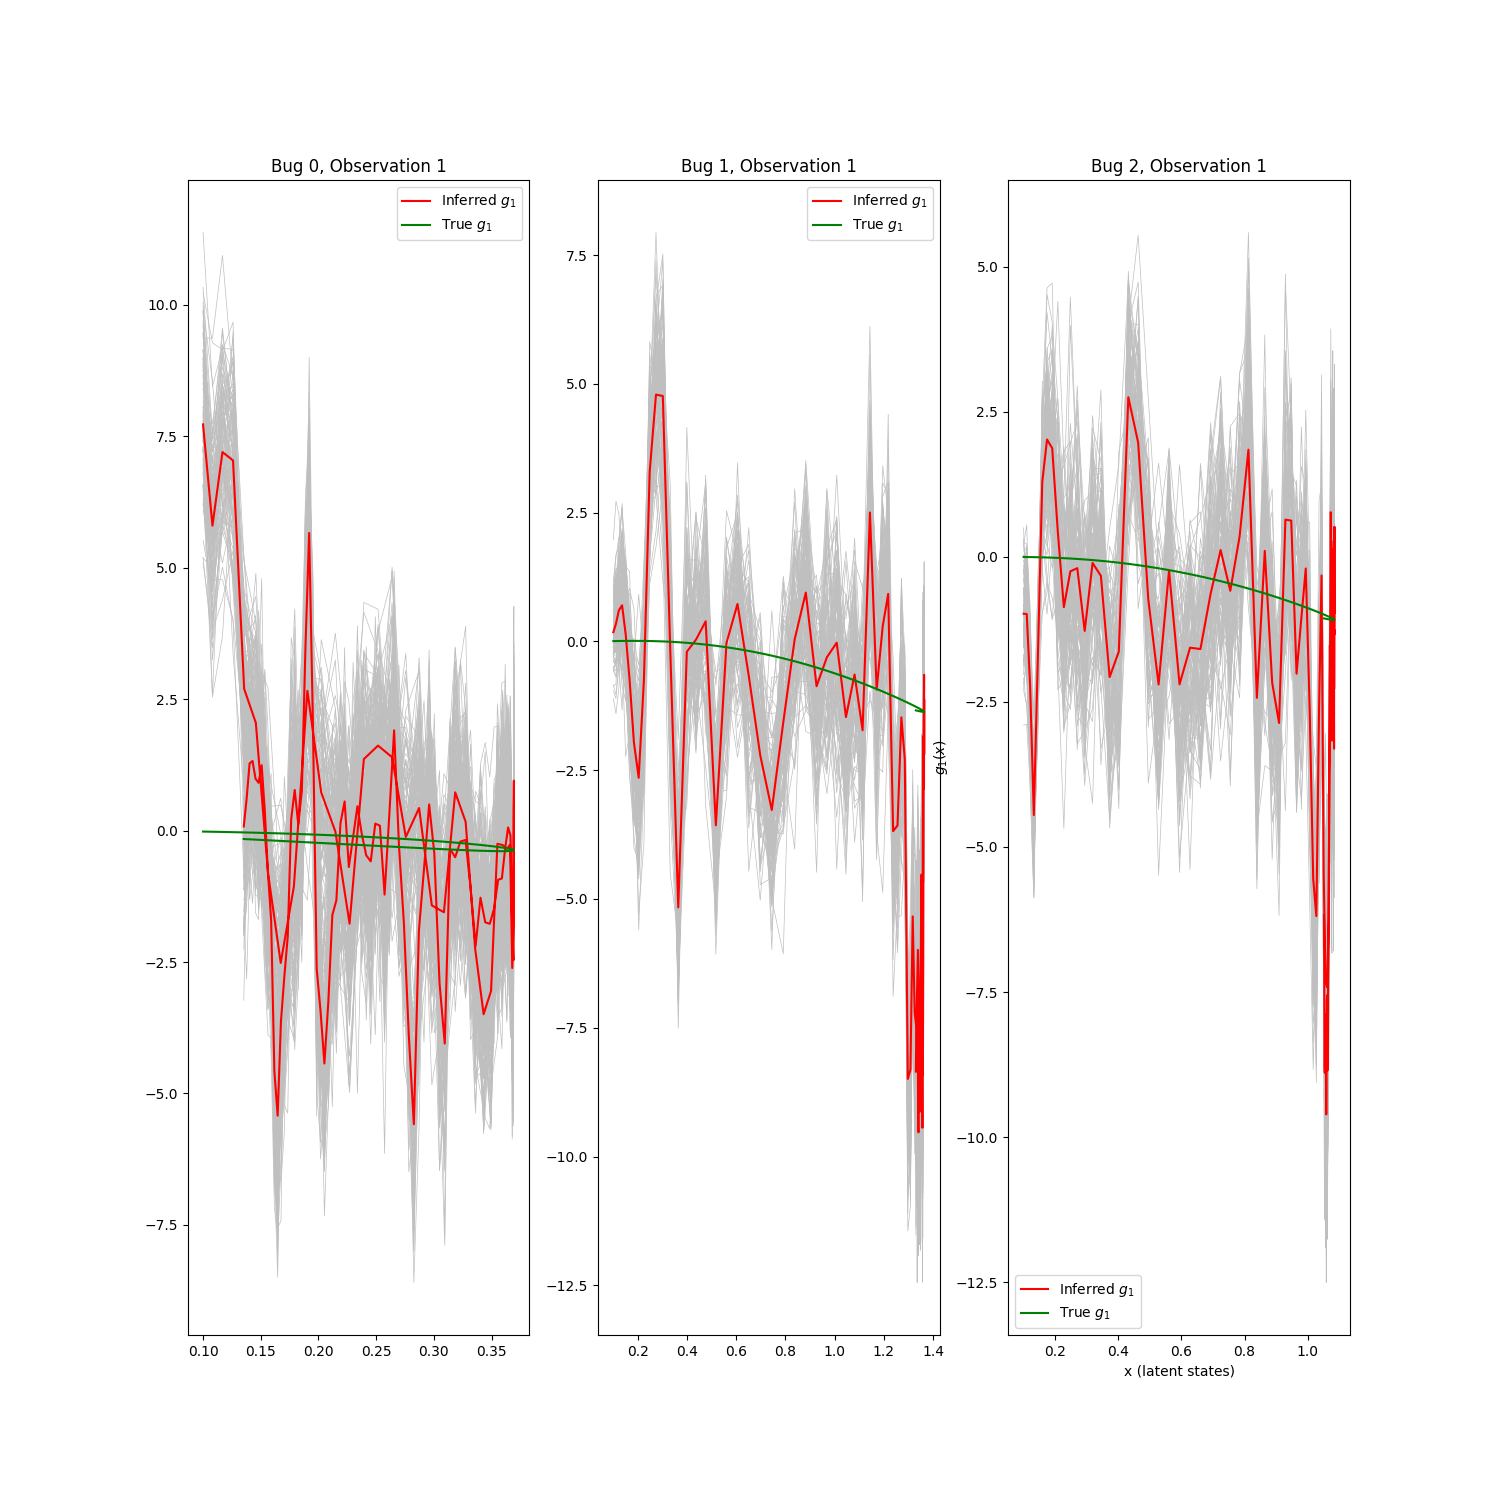 Bug 0, Observation 1
Inferred g₁
True g₁
10.0
7.5
5.0
2.5
0.0
−2.5
−5.0
−7.5
0.10 0.15 0.20 0.25 0.30 0.35
Bug 1, Observation 1
Inferred g₁
True g₁
7.5
5.0
2.5
0.0
−2.5
−5.0
−7.5
−10.0
−12.5
0.2 0.4 0.6 0.8 1.0 1.2 1.4
Bug 2, Observation 1
g₁(x)
5.0
2.5
0.0
−2.5
−5.0
−7.5
−10.0
−12.5
Inferred g₁
True g₁
0.2 0.4 0.6 0.8 1.0
x (latent states)